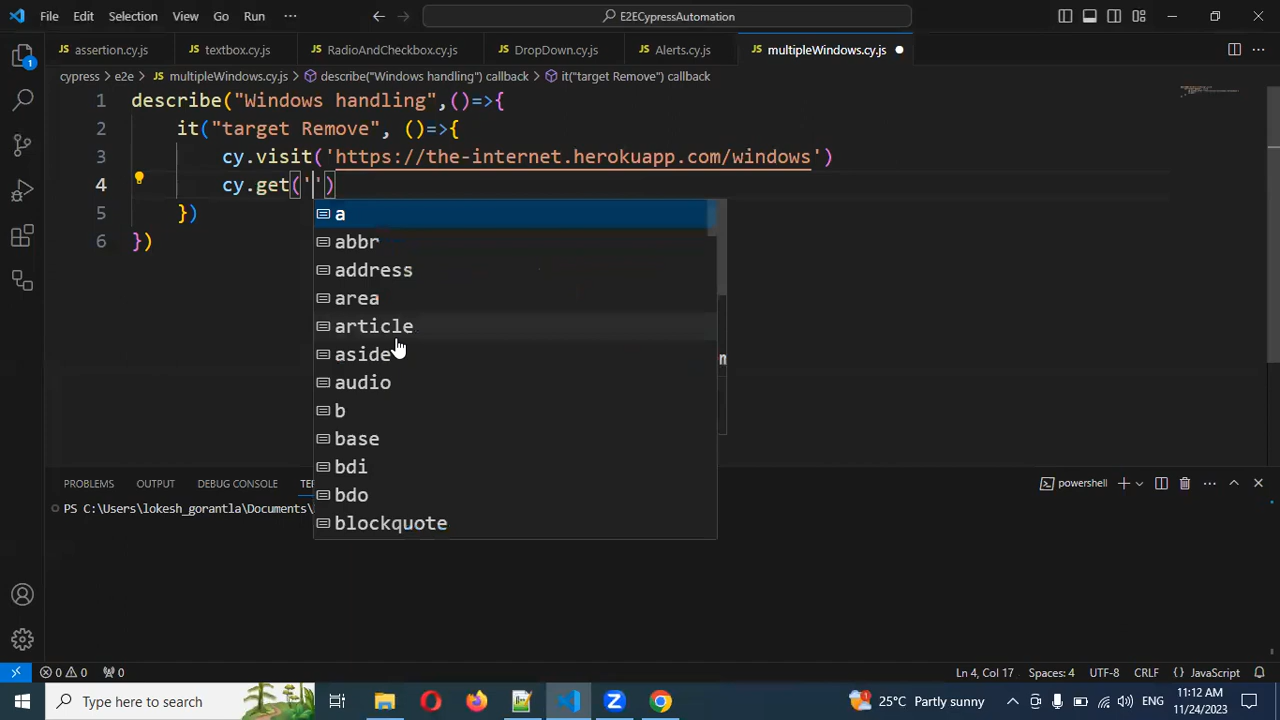 File Edit Selection View Go Run ··· E2ECypressAutomation
assertion.cy.js textbox.cy.js RadioAndCheckbox.cy.js DropDown.cy.js Alerts.cy.js multipleWindows.cy.js
cypress > e2e > multipleWindows.cy.js > describe("Windows handling") callback > it("target Remove") callback
1 describe("Windows handling",()=>{
2 it("target Remove", ()=>{
3 cy.visit('https://the-internet.herokuapp.com/windows')
4 cy.get('')
5 })
6 })
a
abbr
address
area
article
aside
audio
b
base
bdi
bdo
blockquote
PROBLEMS OUTPUT DEBUG CONSOLE powershell
PS C:\Users\lokesh_gorantla\Documents\
0 0 0 Ln 4, Col 17 Spaces: 4 UTF-8 CRLF {} JavaScript
Type here to search 25°C Partly sunny ENG 11:12 AM
11/24/2023
1